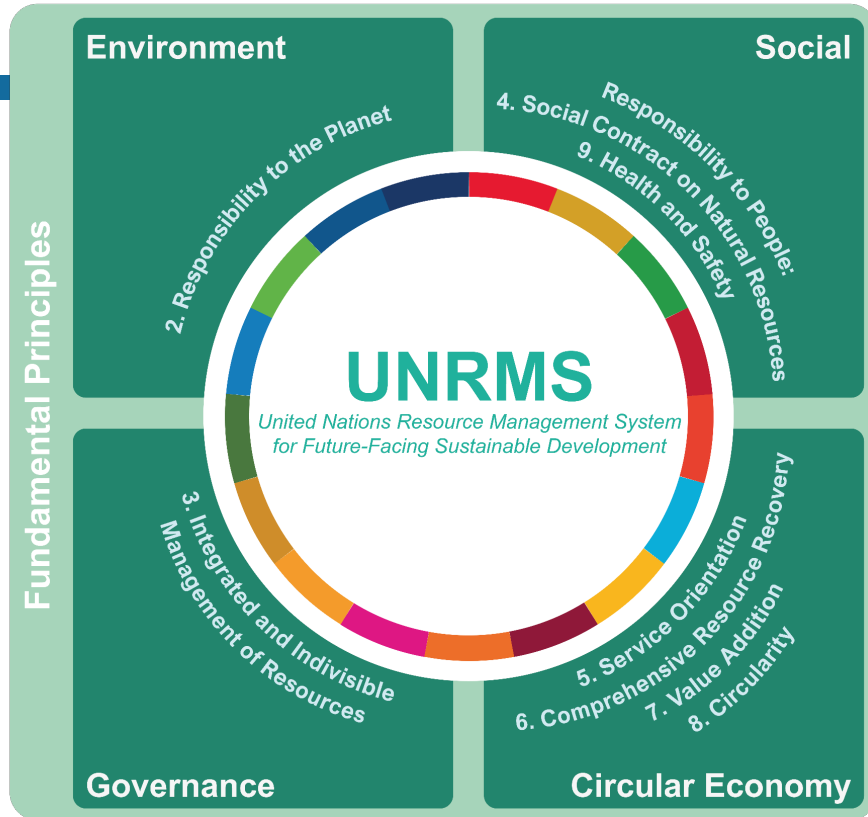 Fundamental Principles
Environment
2. Responsibility to the Planet
Social
Responsibility to People:
4. Social Contract on Natural Resources
9. Health and Safety
UNRMS
United Nations Resource Management System
for Future-Facing Sustainable Development
3. Integrated and Indivisible
Management of Resources
Governance
5. Service Orientation
6. Comprehensive Resource Recovery
7. Value Addition
8. Circularity
Circular Economy